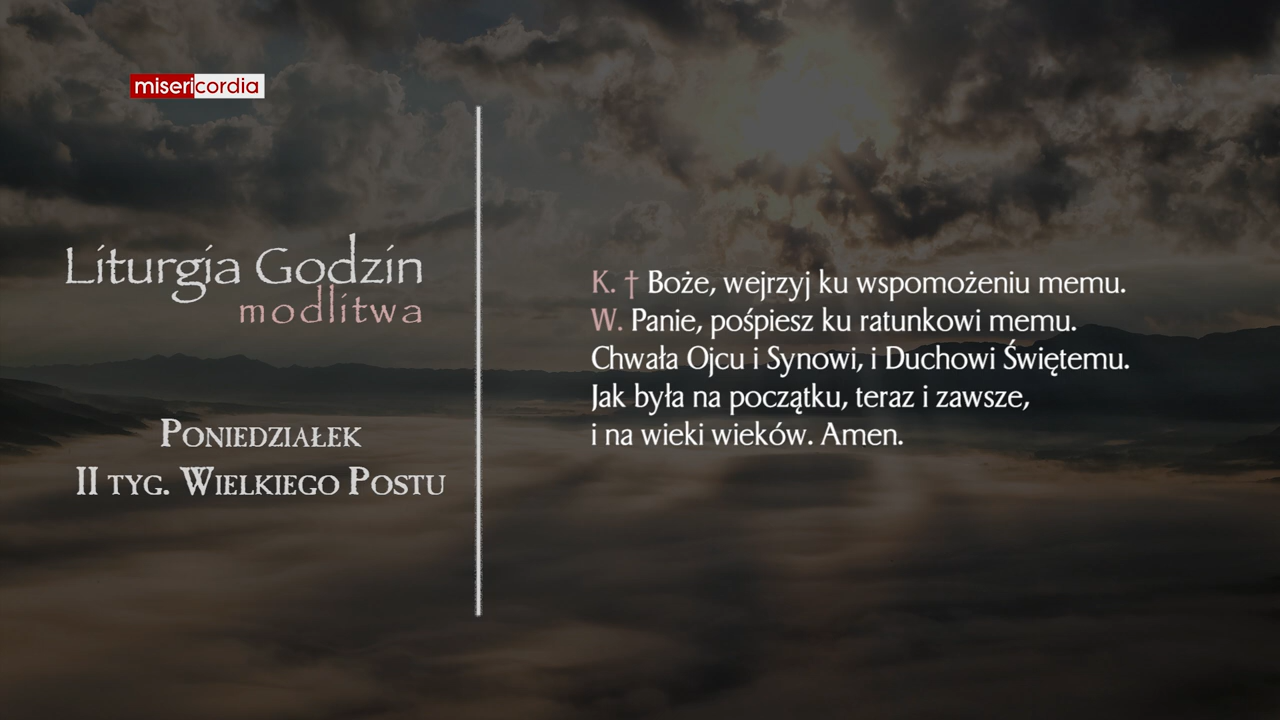 misericordia
Liturgia Godzin
modlitwa
Poniedziałek
II tyg. Wielkiego Postu
K. † Boże, wejrzyj ku wspomożeniu memu.
W. Panie, pośpiesz ku ratunkowi memu.
Chwała Ojcu i Synowi, i Duchowi Świętemu.
Jak była na początku, teraz i zawsze,
i na wieki wieków. Amen.